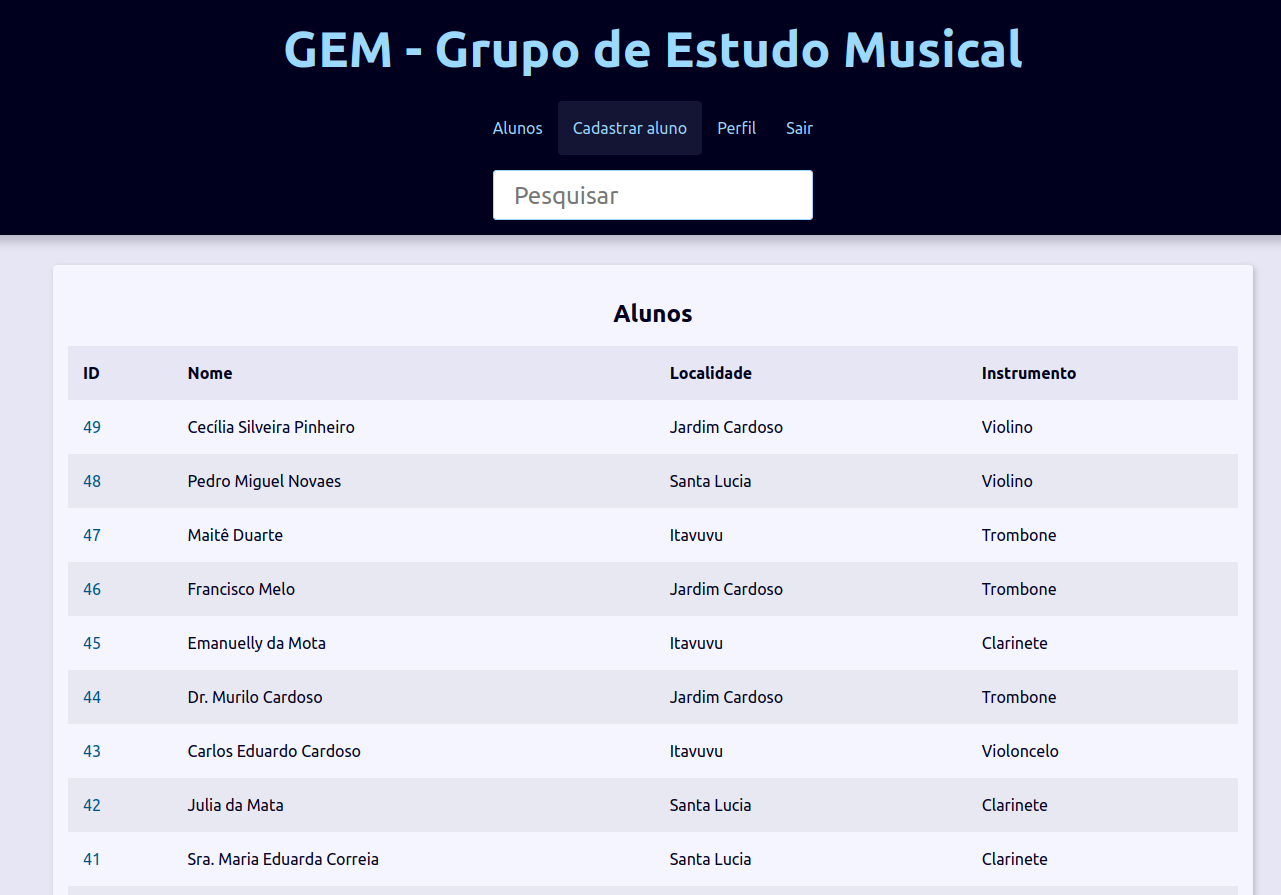 GEM - Grupo de Estudo Musical
Alunos Cadastrar aluno Perfil Sair
Pesquisar
Alunos
ID Nome Localidade Instrumento
49 Cecília Silveira Pinheiro Jardim Cardoso Violino
48 Pedro Miguel Novaes Santa Lucia Violino
47 Maitê Duarte Itavuvu Trombone
46 Francisco Melo Jardim Cardoso Trombone
45 Emanuelly da Mota Itavuvu Clarinete
44 Dr. Murilo Cardoso Jardim Cardoso Trombone
43 Carlos Eduardo Cardoso Itavuvu Violoncelo
42 Julia da Mata Santa Lucia Clarinete
41 Sra. Maria Eduarda Correia Santa Lucia Clarinete